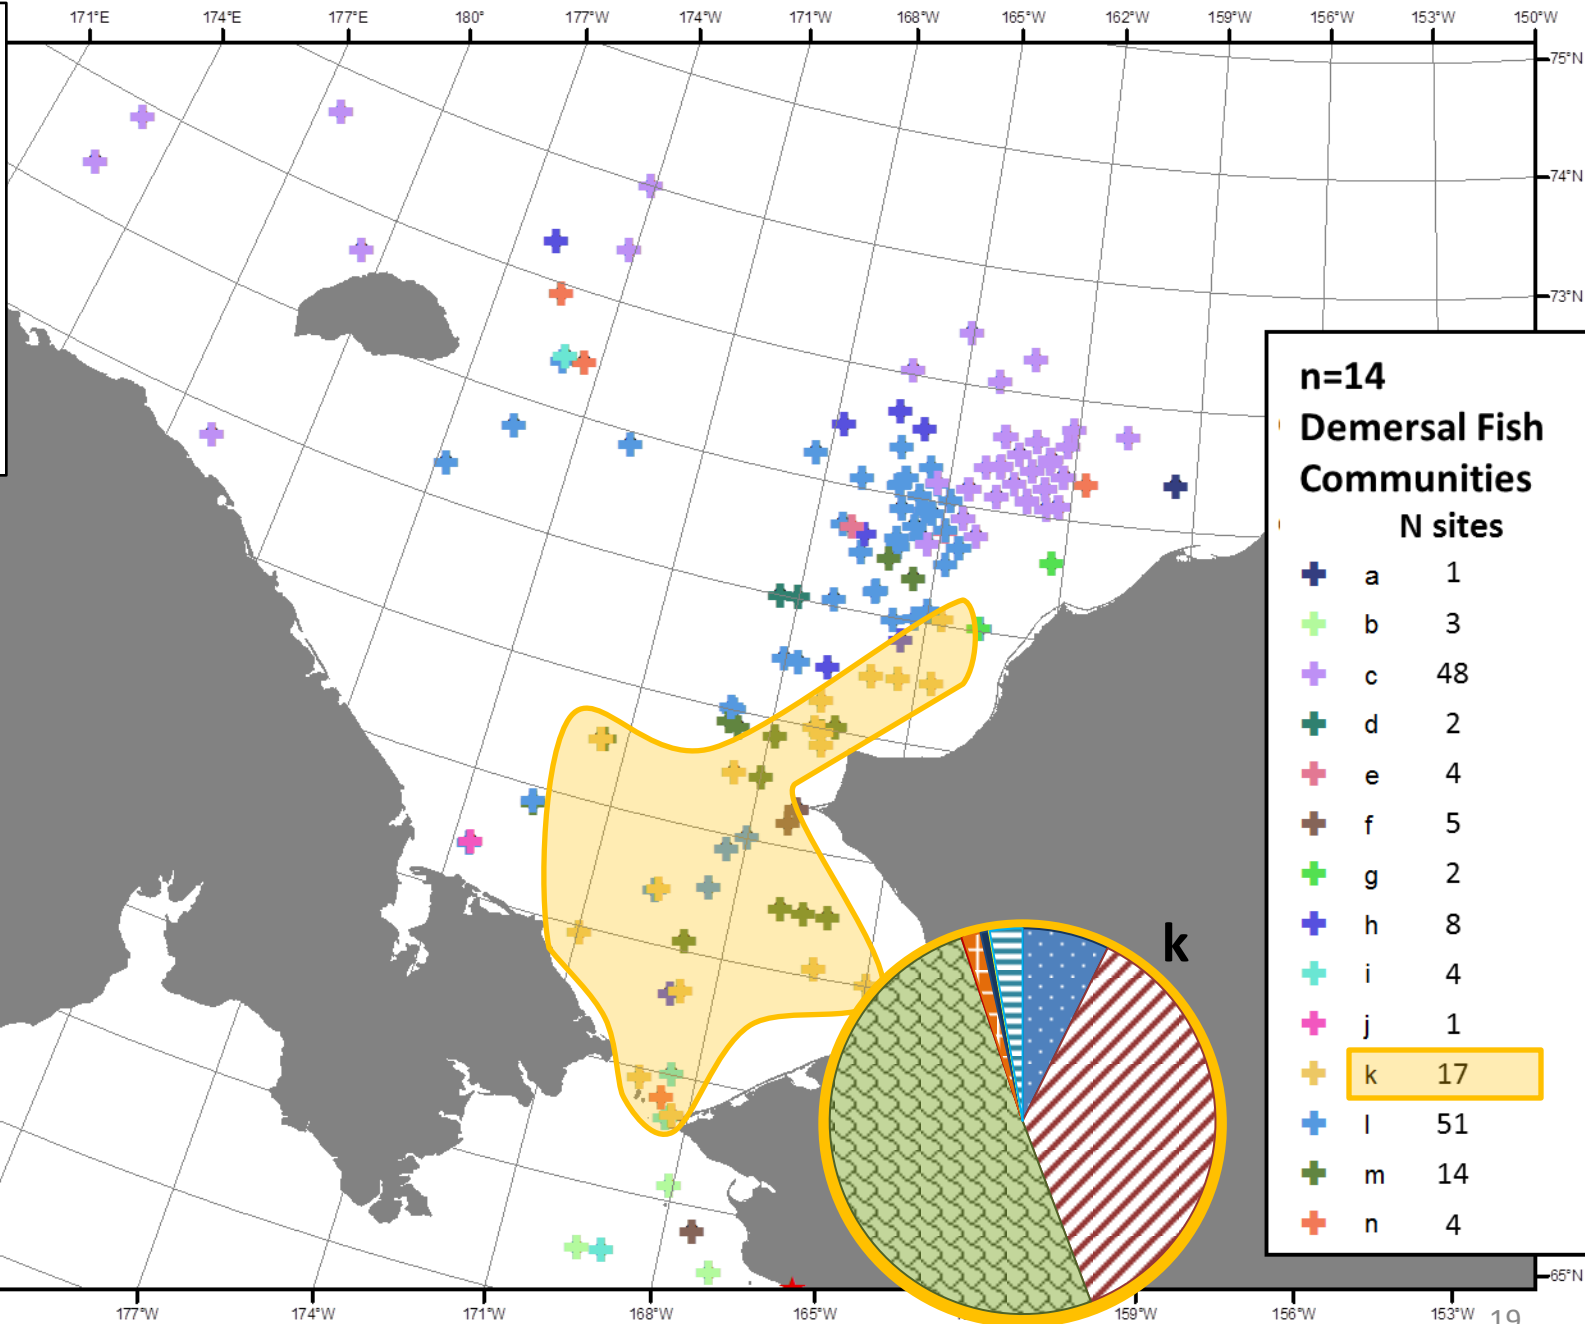 171°E 174°E 177°E 180° 177°W 174°W 171°W 168°W 165°W 162°W 159°W 156°W 153°W 150°W
75°N
74°N
73°N
n=14
Demersal Fish
Communities
N sites
a 1
b 3
c 48
d 2
e 4
f 5
g 2
h 8
i 4
j 1
k 17
l 51
m 14
n 4
k
65°N
177°W 174°W 171°W 168°W 165°W 159°W 156°W 153°W
19